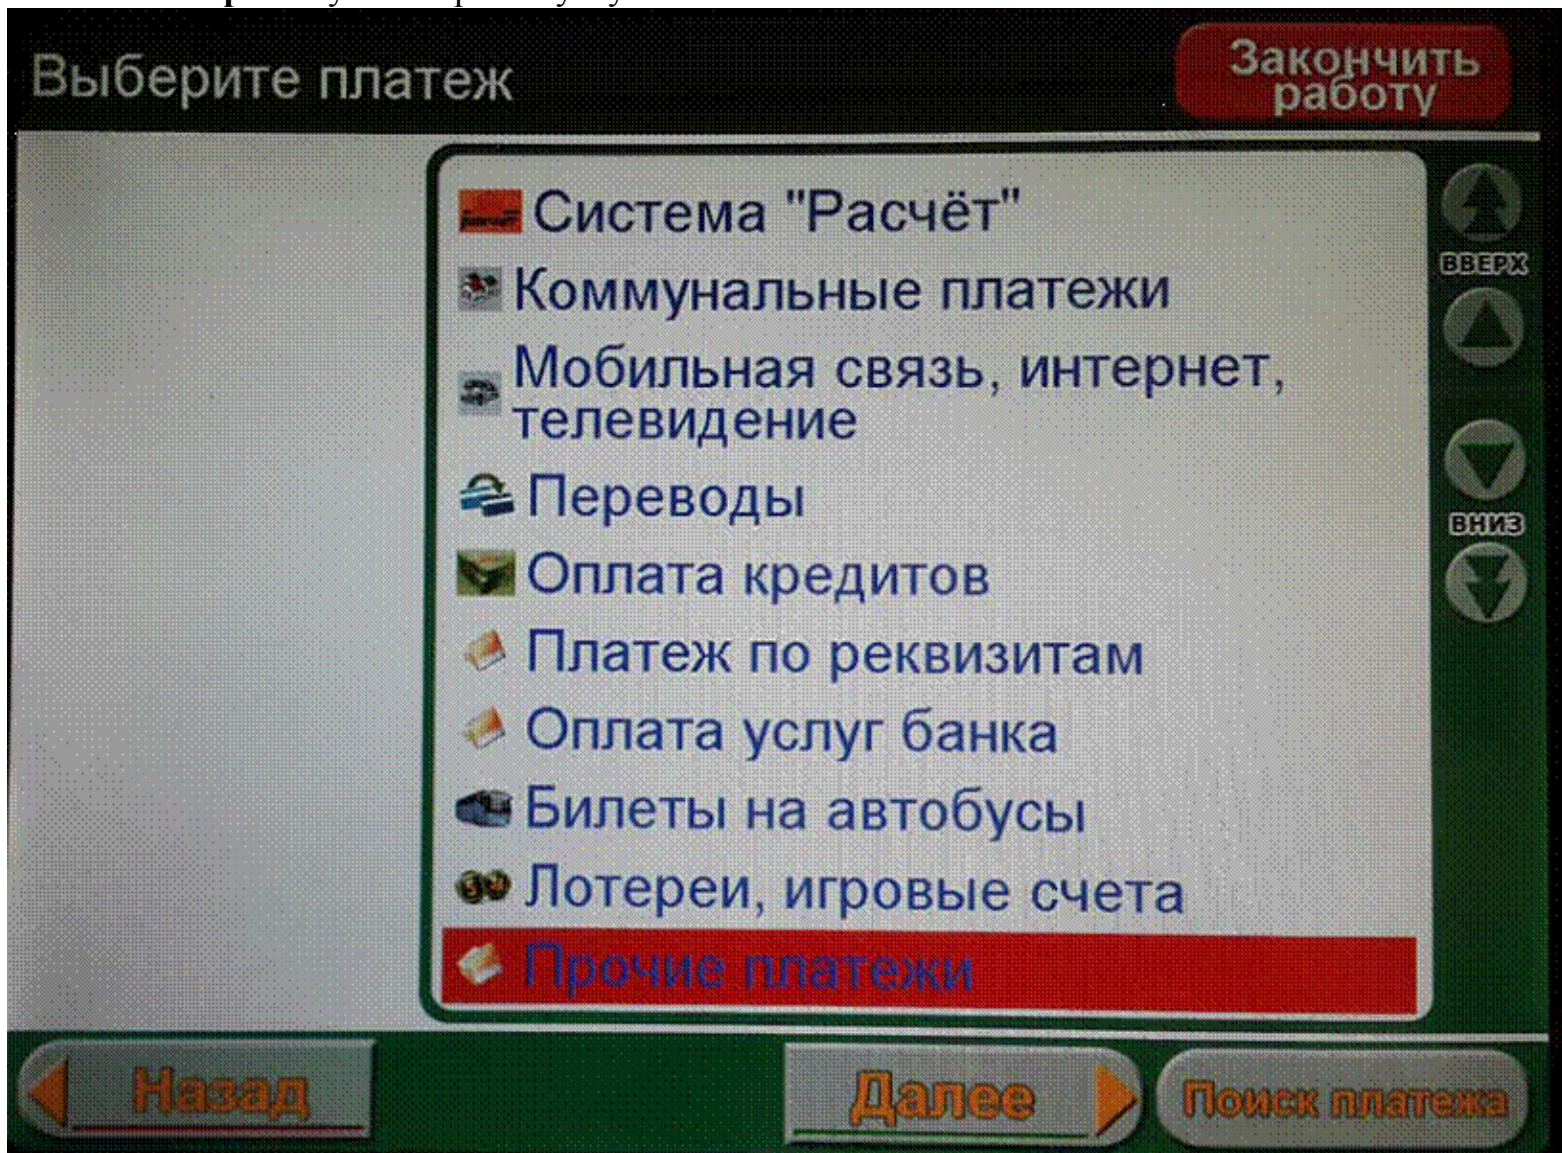 Выберите платеж
Закончить
работу
Система "Расчёт"
Коммунальные платежи
ВВЕРХ
Мобильная связь, интернет,
телевидение
Переводы
ВНИЗ
Оплата кредитов
Платеж по реквизитам
Оплата услуг банка
Билеты на автобусы
Лотереи, игровые счета
Прочие платежи
Назад
Далее
Поиск платежа